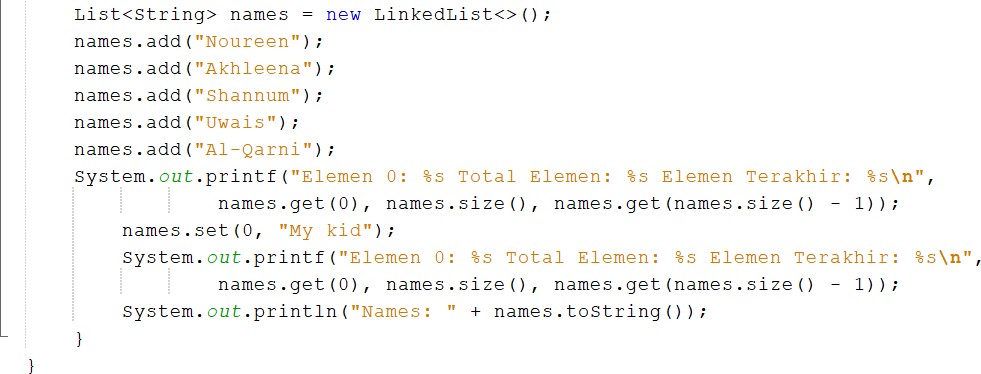 List<String> names = new LinkedList<>();
names.add("Noureen");
names.add("Akhleena");
names.add("Shannum");
names.add("Uwais");
names.add("Al-Qarni");
System.out.printf("Elemen 0: %s Total Elemen: %s Elemen Terakhir: %s\n",
names.get(0), names.size(), names.get(names.size() - 1));
names.set(0, "My kid");
System.out.printf("Elemen 0: %s Total Elemen: %s Elemen Terakhir: %s\n",
names.get(0), names.size(), names.get(names.size() - 1));
System.out.println("Names: " + names.toString());
}
}